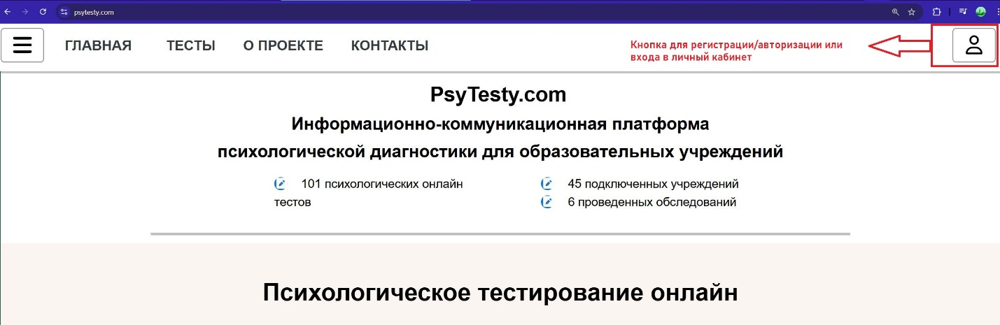 psytesty.com
ГЛАВНАЯ ТЕСТЫ О ПРОЕКТЕ КОНТАКТЫ
Кнопка для регистрации/авторизации или
входа в личный кабинет
PsyTesty.com
Информационно-коммуникационная платформа
психологической диагностики для образовательных учреждений
101 психологических онлайн
тестов
45 подключенных учреждений
6 проведенных обследований
Психологическое тестирование онлайн